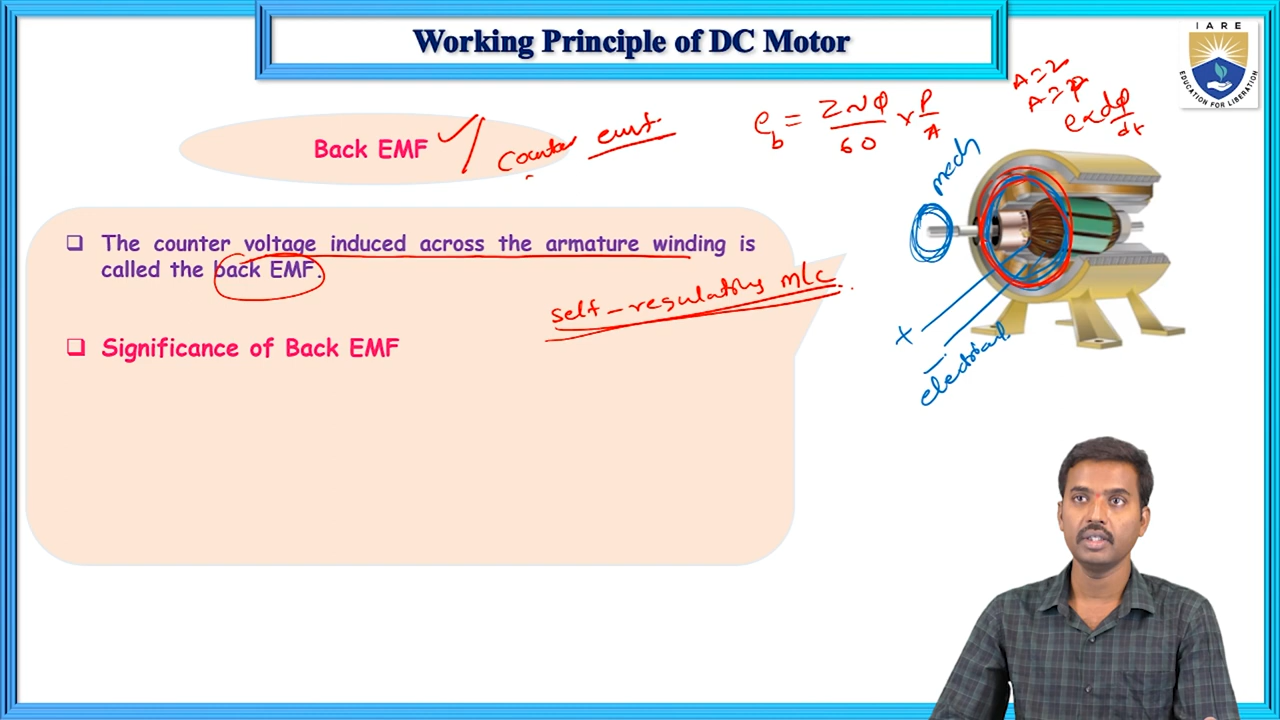 Working Principle of DC Motor
IARE
EDUCATION FOR LIBERATION
Back EMF
Counter emf.
e_b = ZNφ/60 × P/A
A=2
A=P
e∝dφ/dt
mech
The counter voltage induced across the armature winding is
called the back EMF.
self-regulating M/c.
Significance of Back EMF
+
-
electrical